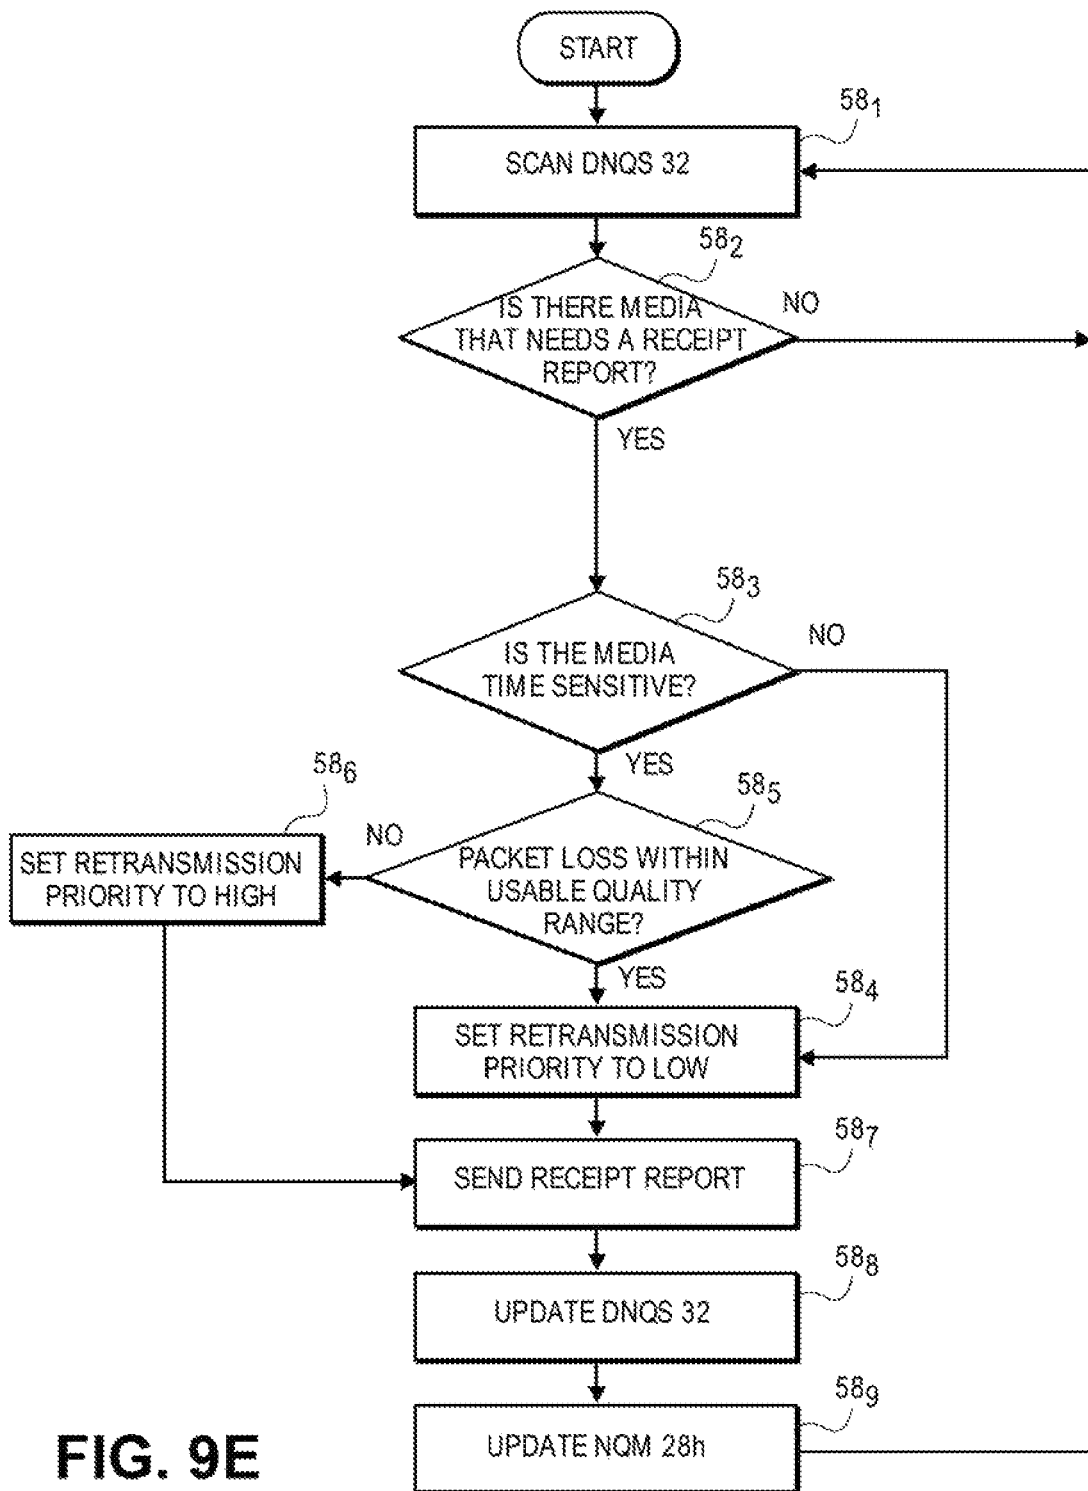 START
58₁
SCAN DNQS 32
58₂
IS THERE MEDIA
THAT NEEDS A RECEIPT
REPORT?
NO
YES
58₃
IS THE MEDIA
TIME SENSITIVE?
NO
YES
58₆
SET RETRANSMISSION
PRIORITY TO HIGH
NO
58₅
PACKET LOSS WITHIN
USABLE QUALITY
RANGE?
YES
58₄
SET RETRANSMISSION
PRIORITY TO LOW
58₇
SEND RECEIPT REPORT
58₈
UPDATE DNQS 32
58₉
UPDATE NQM 28h
FIG. 9E